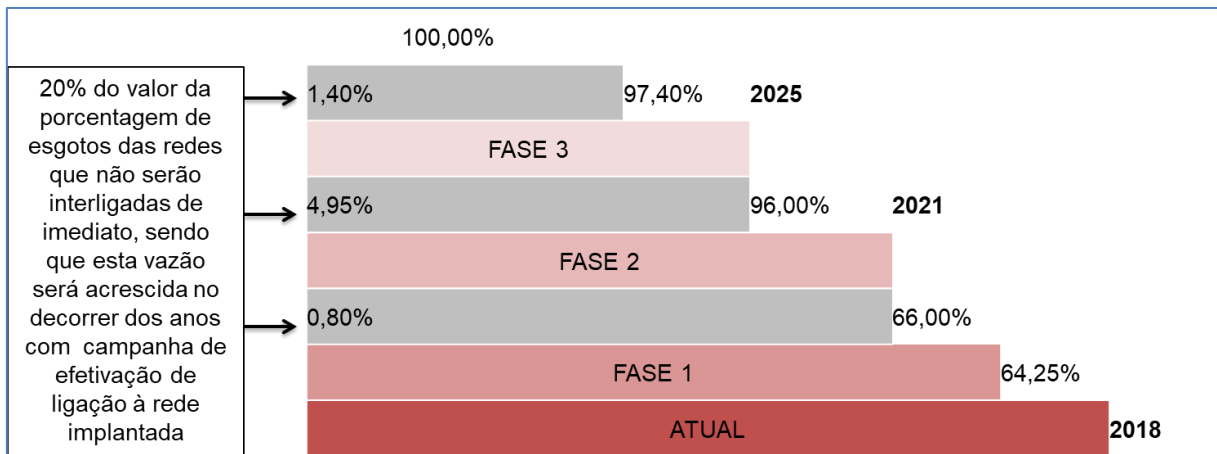 100,00%
20% do valor da
porcentagem de
esgotos das redes
que não serão
interligadas de
imediato, sendo
que esta vazão
será acrescida no
decorrer dos anos
com campanha de
efetivação de
ligação à rede
implantada
1,40% 97,40% 2025
FASE 3
4,95% 96,00% 2021
FASE 2
0,80% 66,00%
FASE 1 64,25%
ATUAL 2018